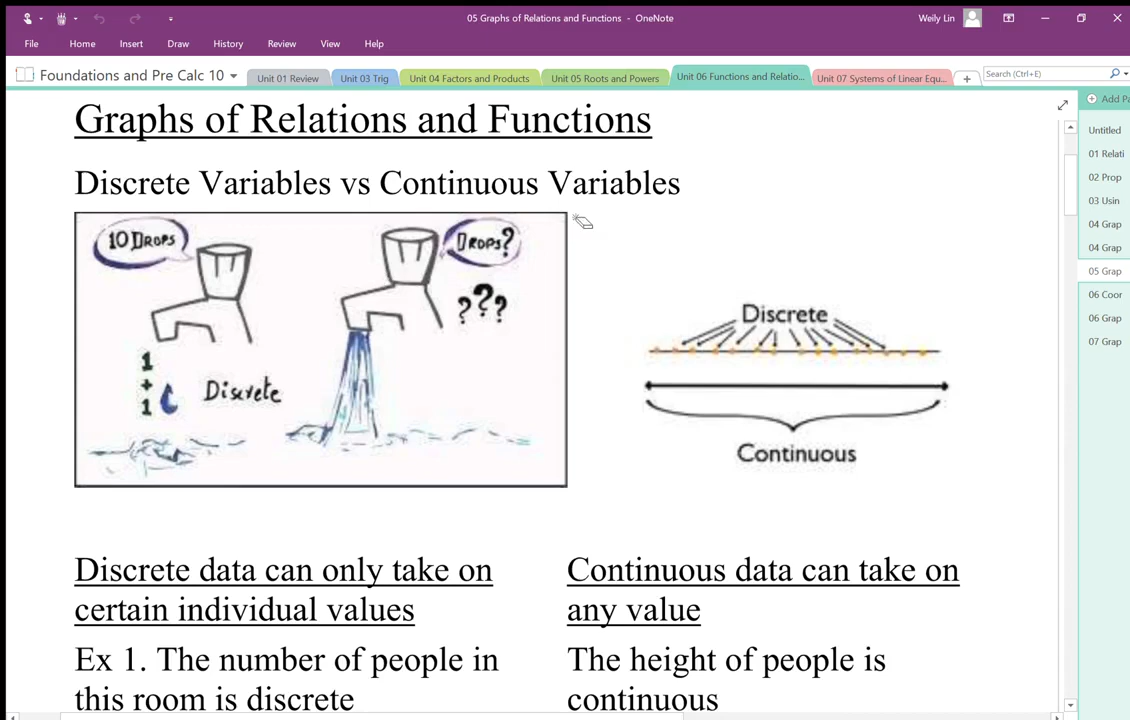 05 Graphs of Relations and Functions - OneNote
Weily Lin
File Home Insert Draw History Review View Help
Foundations and Pre Calc 10
Unit 01 Review
Unit 03 Trig
Unit 04 Factors and Products
Unit 05 Roots and Powers
Unit 06 Functions and Relatio...
Unit 07 Systems of Linear Equ...
+
Search (Ctrl+E)
Add Pa
Untitled
01 Relati
02 Prop
03 Usin
04 Grap
04 Grap
05 Grap
06 Coor
06 Grap
07 Grap
Graphs of Relations and Functions
Discrete Variables vs Continuous Variables
10 DROPS
DROPS?
???
1
+
1
Discrete
Discrete
Continuous
Discrete data can only take on
certain individual values
Continuous data can take on
any value
Ex 1. The number of people in
this room is discrete
The height of people is
continuous